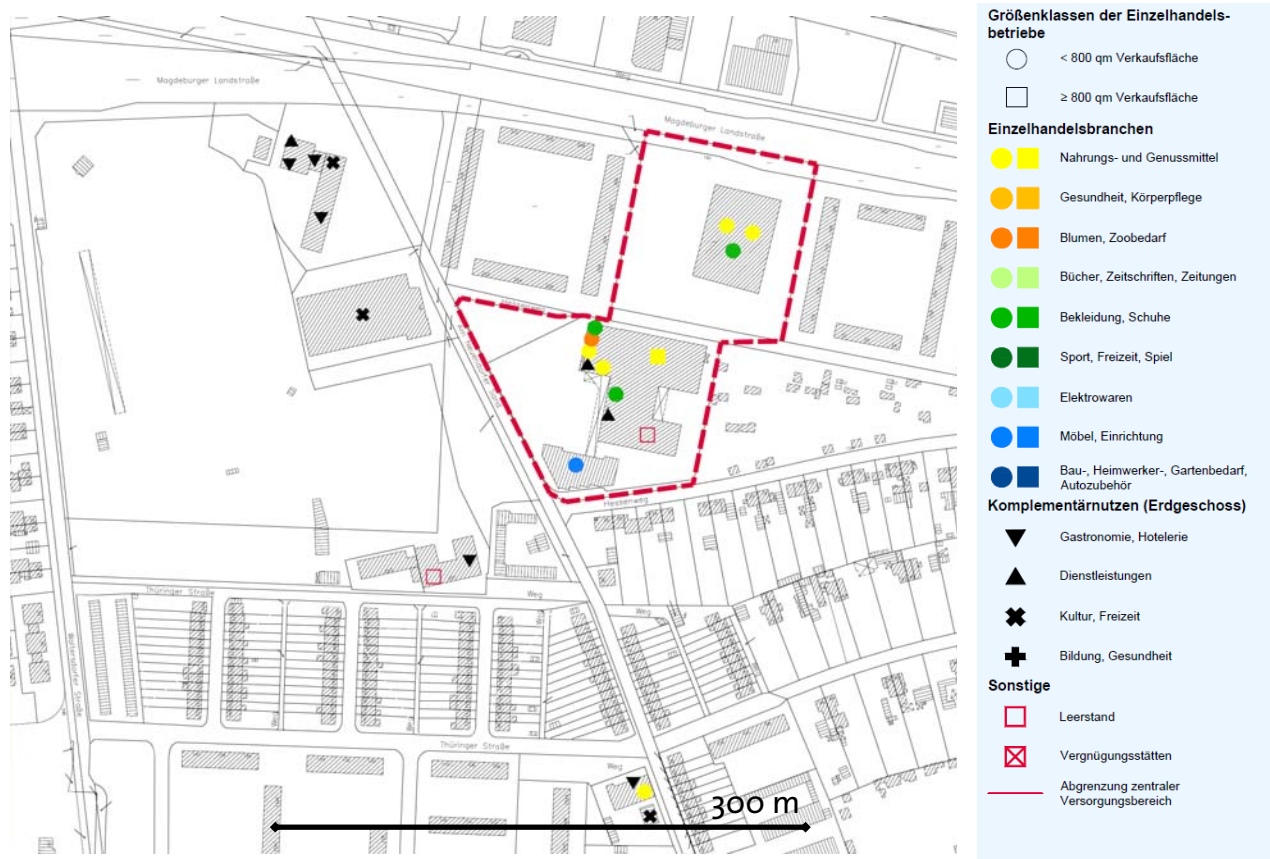 Magdeburger Landstraße
Weg
Magdeburger Landstraße
Hessenweg
Thüringer Straße
Weg
Weg
Thüringer Straße
Weg
300 m
Größenklassen der Einzelhandels-
betriebe
< 800 qm Verkaufsfläche
≥ 800 qm Verkaufsfläche
Einzelhandelsbranchen
Nahrungs- und Genussmittel
Gesundheit, Körperpflege
Blumen, Zoobedarf
Bücher, Zeitschriften, Zeitungen
Bekleidung, Schuhe
Sport, Freizeit, Spiel
Elektrowaren
Möbel, Einrichtung
Bau-, Heimwerker-, Gartenbedarf,
Autozubehör
Komplementärnutzen (Erdgeschoss)
Gastronomie, Hotelerie
Dienstleistungen
Kultur, Freizeit
Bildung, Gesundheit
Sonstige
Leerstand
Vergnügungsstätten
Abgrenzung zentraler
Versorgungsbereich